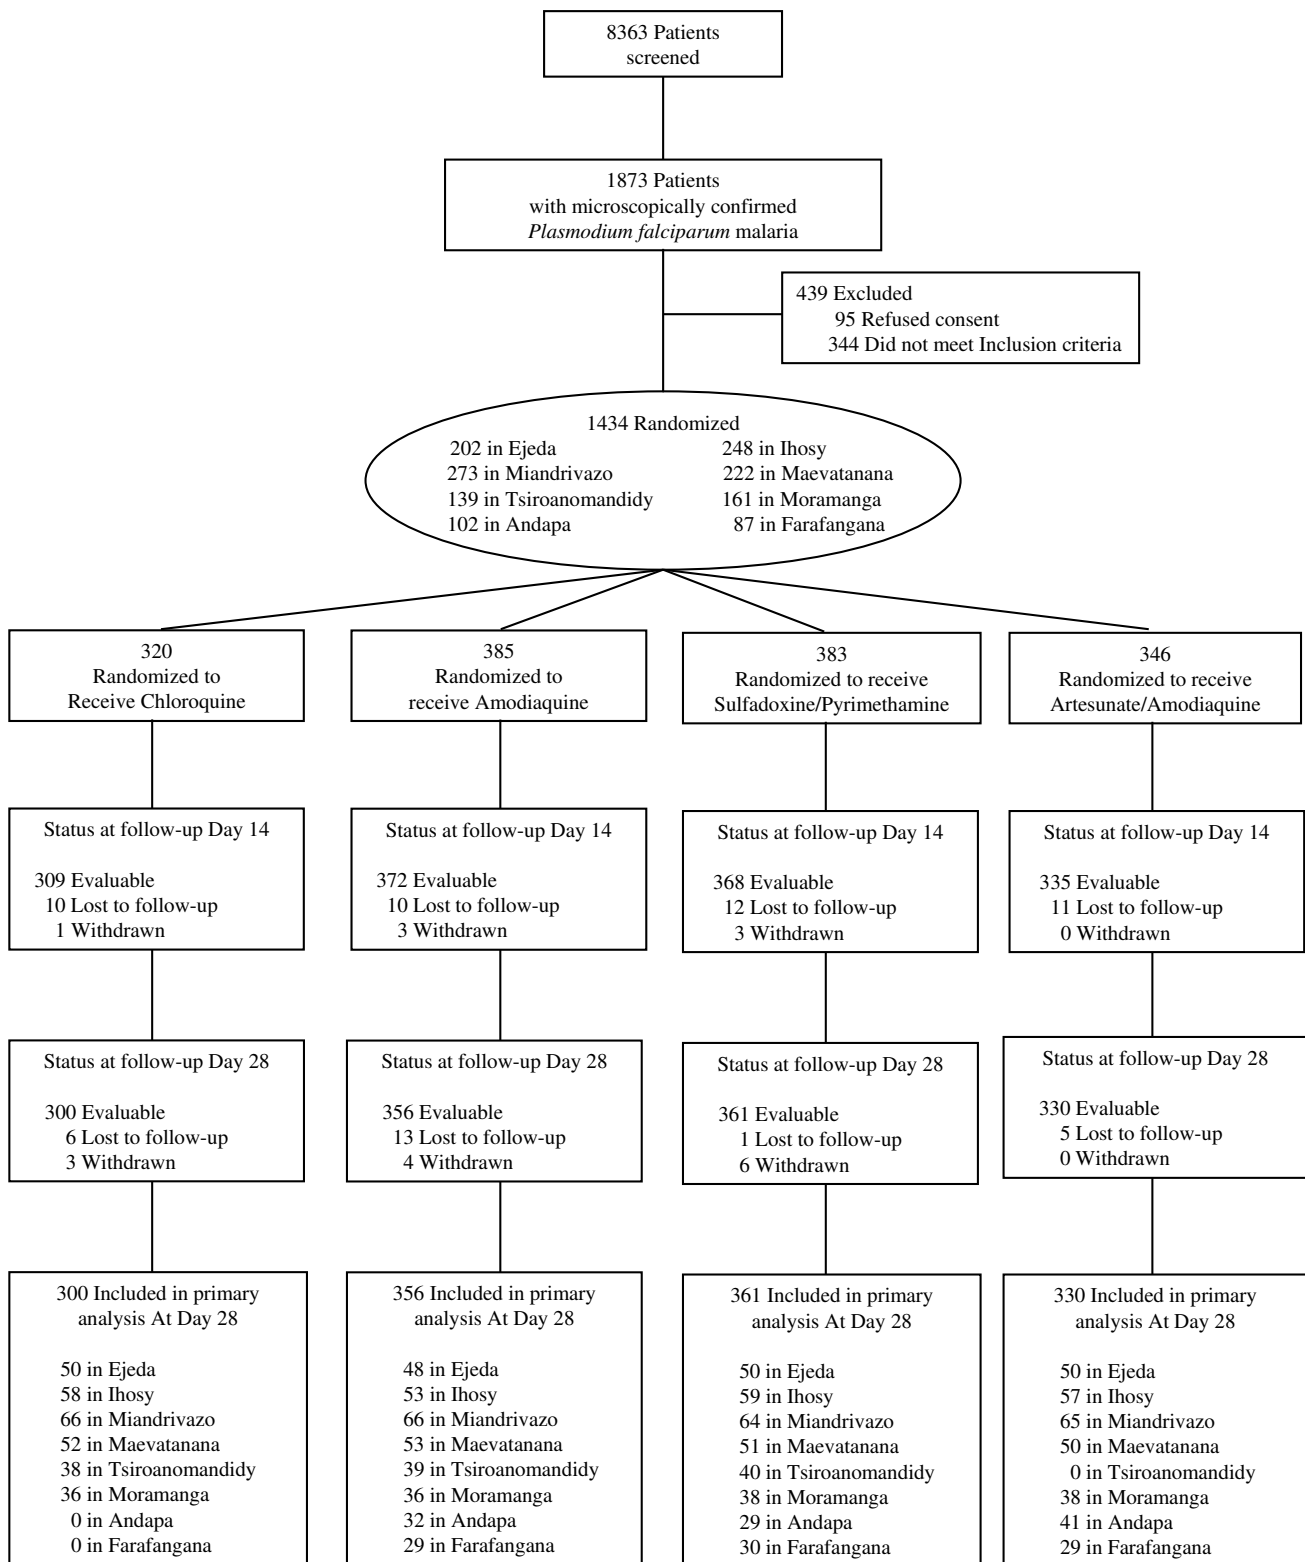 8363 Patients
screened
1873 Patients
with microscopically confirmed
Plasmodium falciparum malaria
439 Excluded
95 Refused consent
344 Did not meet Inclusion criteria
1434 Randomized
202 in Ejeda
248 in Ihosy
273 in Miandrivazo
222 in Maevatanana
139 in Tsiroanomandidy
161 in Moramanga
102 in Andapa
87 in Farafangana
320
Randomized to
Receive Chloroquine
385
Randomized to
receive Amodiaquine
383
Randomized to receive
Sulfadoxine/Pyrimethamine
346
Randomized to receive
Artesunate/Amodiaquine
Status at follow-up Day 14
309 Evaluable
10 Lost to follow-up
1 Withdrawn
Status at follow-up Day 14
372 Evaluable
10 Lost to follow-up
3 Withdrawn
Status at follow-up Day 14
368 Evaluable
12 Lost to follow-up
3 Withdrawn
Status at follow-up Day 14
335 Evaluable
11 Lost to follow-up
0 Withdrawn
Status at follow-up Day 28
300 Evaluable
6 Lost to follow-up
3 Withdrawn
Status at follow-up Day 28
356 Evaluable
13 Lost to follow-up
4 Withdrawn
Status at follow-up Day 28
361 Evaluable
1 Lost to follow-up
6 Withdrawn
Status at follow-up Day 28
330 Evaluable
5 Lost to follow-up
0 Withdrawn
300 Included in primary
analysis At Day 28
50 in Ejeda
58 in Ihosy
66 in Miandrivazo
52 in Maevatanana
38 in Tsiroanomandidy
36 in Moramanga
0 in Andapa
0 in Farafangana
356 Included in primary
analysis At Day 28
48 in Ejeda
53 in Ihosy
66 in Miandrivazo
53 in Maevatanana
39 in Tsiroanomandidy
36 in Moramanga
32 in Andapa
29 in Farafangana
361 Included in primary
analysis At Day 28
50 in Ejeda
59 in Ihosy
64 in Miandrivazo
51 in Maevatanana
40 in Tsiroanomandidy
38 in Moramanga
29 in Andapa
30 in Farafangana
330 Included in primary
analysis At Day 28
50 in Ejeda
57 in Ihosy
65 in Miandrivazo
50 in Maevatanana
0 in Tsiroanomandidy
38 in Moramanga
41 in Andapa
29 in Farafangana